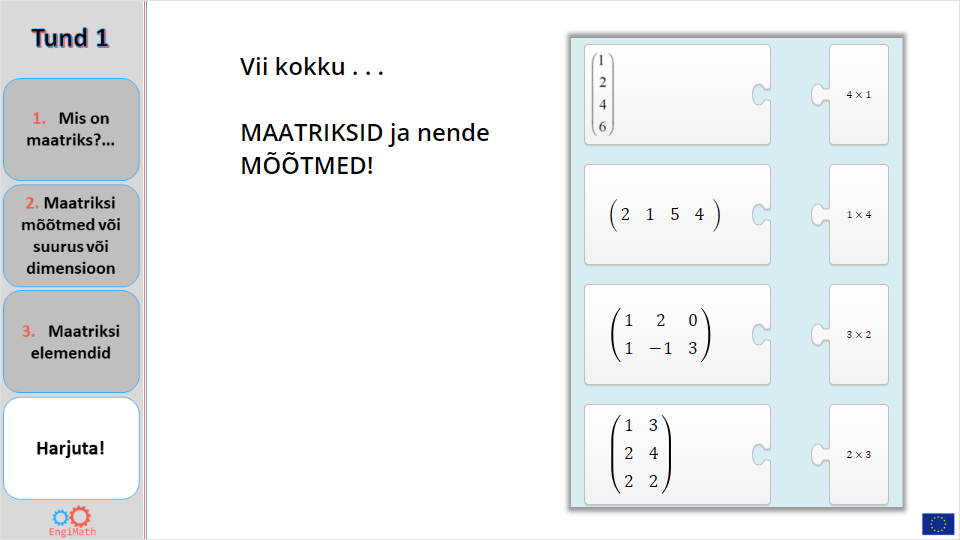 Tund 1
1. Mis on
maatriks?...
2. Maatriksi
mõõtmed või
suurus või
dimensioon
3. Maatriksi
elemendid
Harjuta!
EngiMath
Vii kokku . . .
MAATRIKSID ja nende
MÕÕTMED!
1
2
4
6
4 × 1
( 2 1 5 4 )
1 × 4
1 2 0
1 −1 3
3 × 2
1 3
2 4
2 2
2 × 3